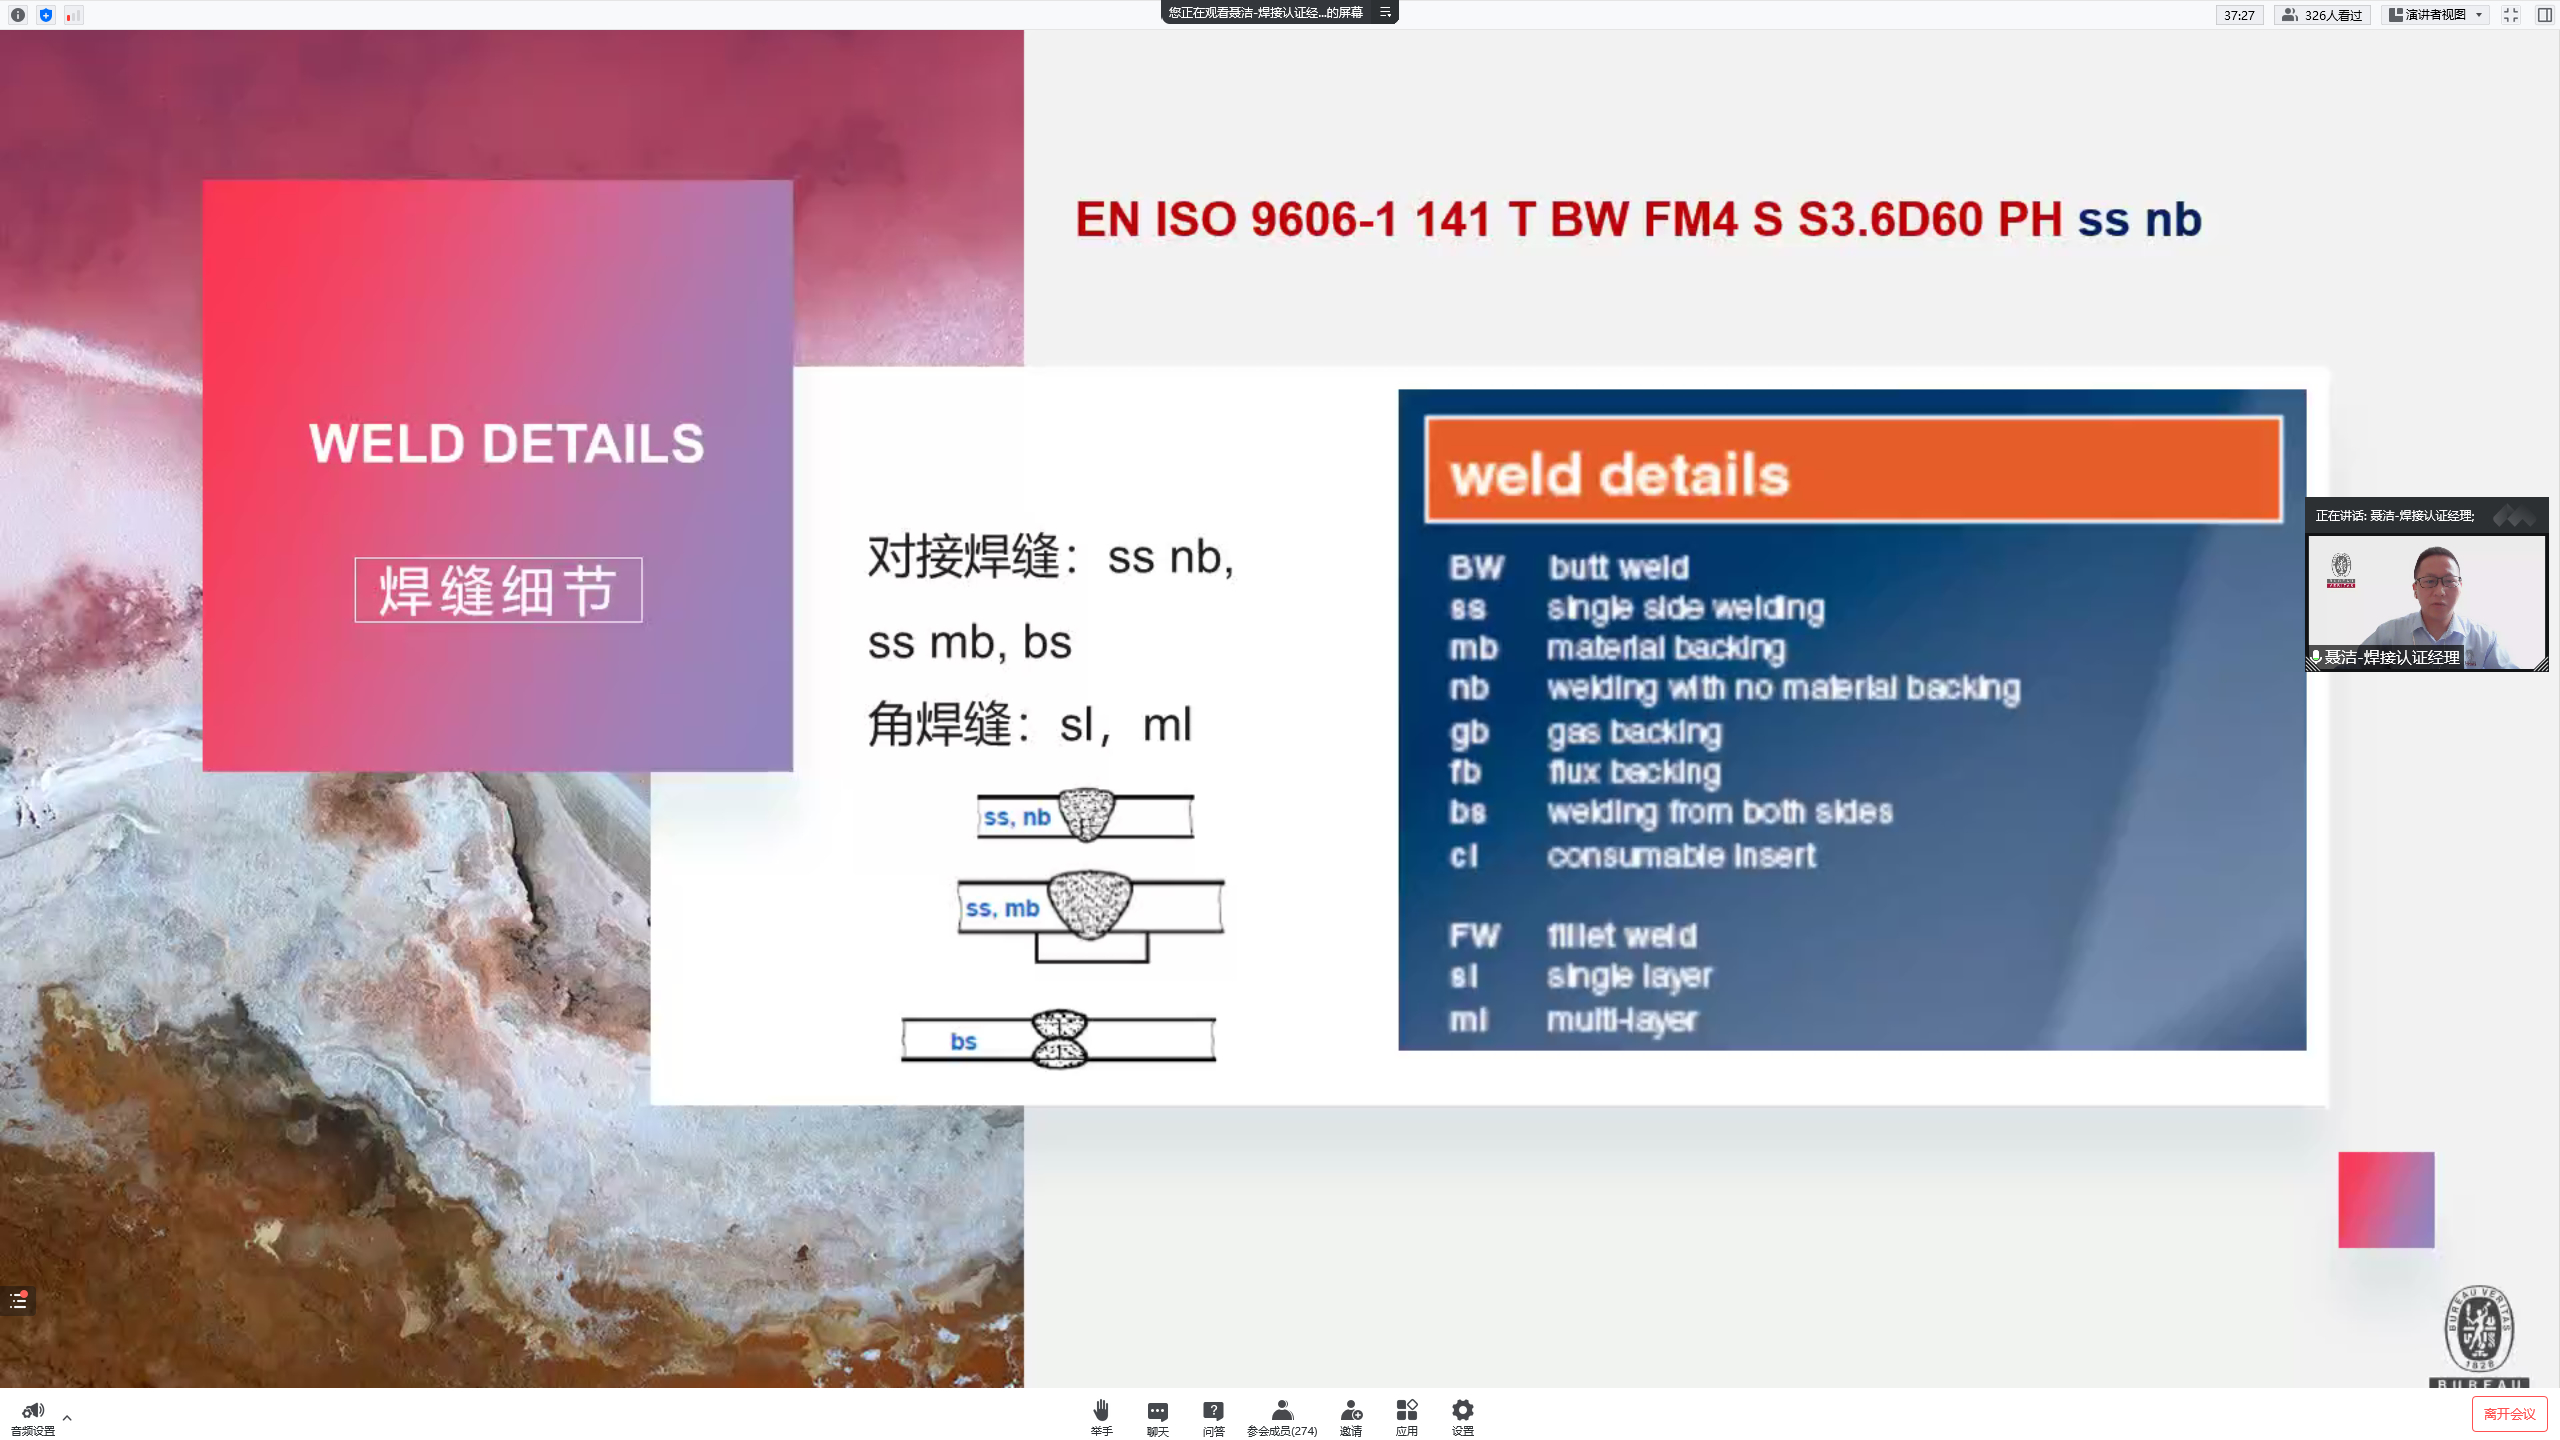 您正在观看聂洁-焊接认证经...的屏幕
37:27
326人看过
演讲者视图
EN ISO 9606-1 141 T BW FM4 S S3.6D60 PH ss nb
WELD DETAILS
焊缝细节
对接焊缝：ss nb,
ss mb, bs
角焊缝：sl，ml
ss, nb
ss, mb
bs
weld details
BW butt weld
ss single side welding
mb material backing
nb welding with no material backing
gb gas backing
fb flux backing
bs welding from both sides
ci consumable insert
FW fillet weld
sl single layer
ml multi-layer
正在讲话: 聂洁-焊接认证经理;
聂洁-焊接认证经理
BUREAU VERITAS
1828
BUREAU
音频设置
举手
聊天
问答
参会成员(274)
邀请
应用
设置
离开会议